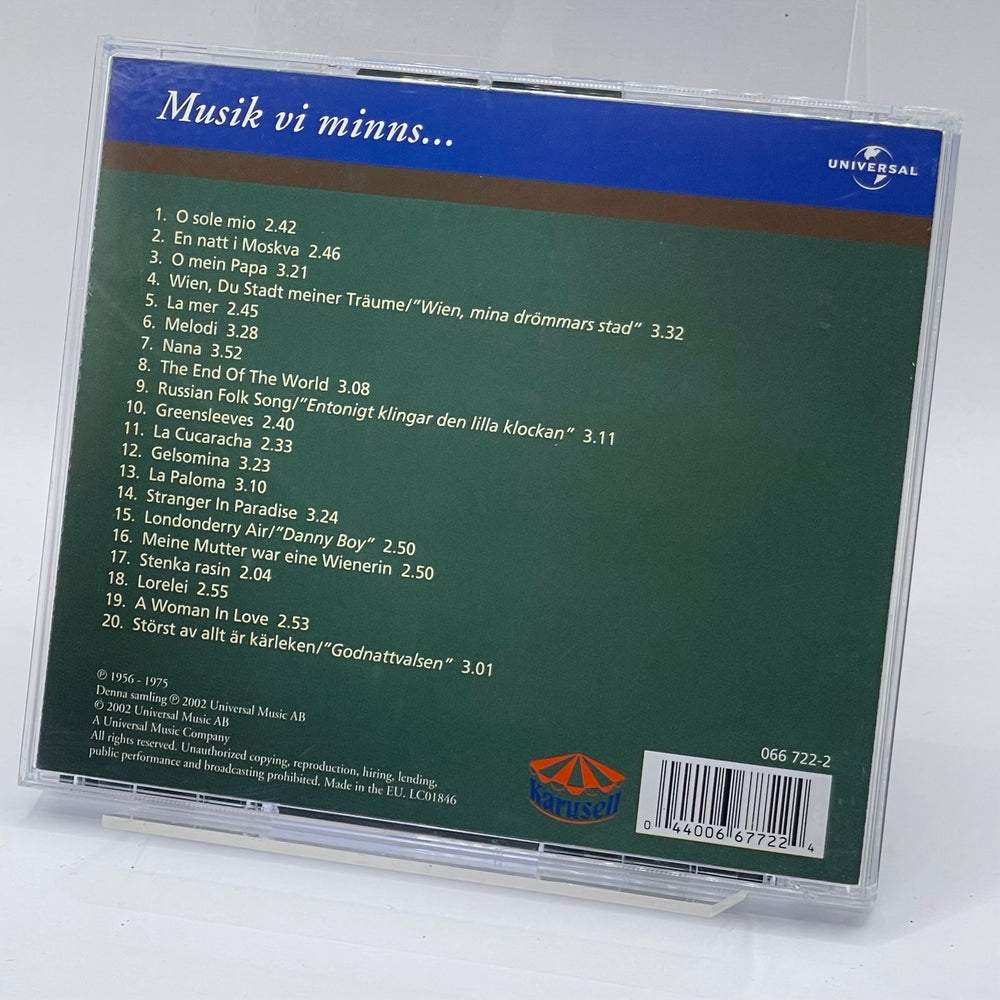 Musik vi minns...
UNIVERSAL
1. O sole mio 2.42
2. En natt i Moskva 2.46
3. O mein Papa 3.21
4. Wien, Du Stadt meiner Träume/"Wien, mina drömmars stad" 3.32
5. La mer 2.45
6. Melodi 3.28
7. Nana 3.52
8. The End Of The World 3.08
9. Russian Folk Song/"Entonigt klingar den lilla klockan" 3.11
10. Greensleeves 2.40
11. La Cucaracha 2.33
12. Gelsomina 3.23
13. La Paloma 3.10
14. Stranger In Paradise 3.24
15. Londonderry Air/"Danny Boy" 2.50
16. Meine Mutter war eine Wienerin 2.50
17. Stenka rasin 2.04
18. Lorelei 2.55
19. A Woman In Love 2.53
20. Störst av allt är kärleken/"Godnattvalsen" 3.01
℗ 1956 - 1975
Denna samling ℗ 2002 Universal Music AB
© 2002 Universal Music AB
A Universal Music Company
All rights reserved. Unauthorized copying, reproduction, hiring, lending,
public performance and broadcasting prohibited. Made in the EU. LC01846
Karusell
066 722-2
0 44006 67722 4